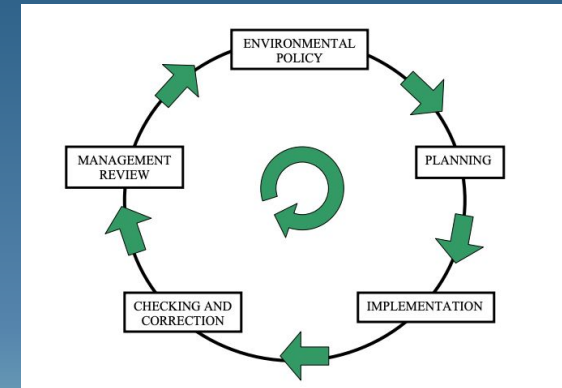 ENVIRONMENTAL
POLICY
PLANNING
IMPLEMENTATION
CHECKING AND
CORRECTION
MANAGEMENT
REVIEW